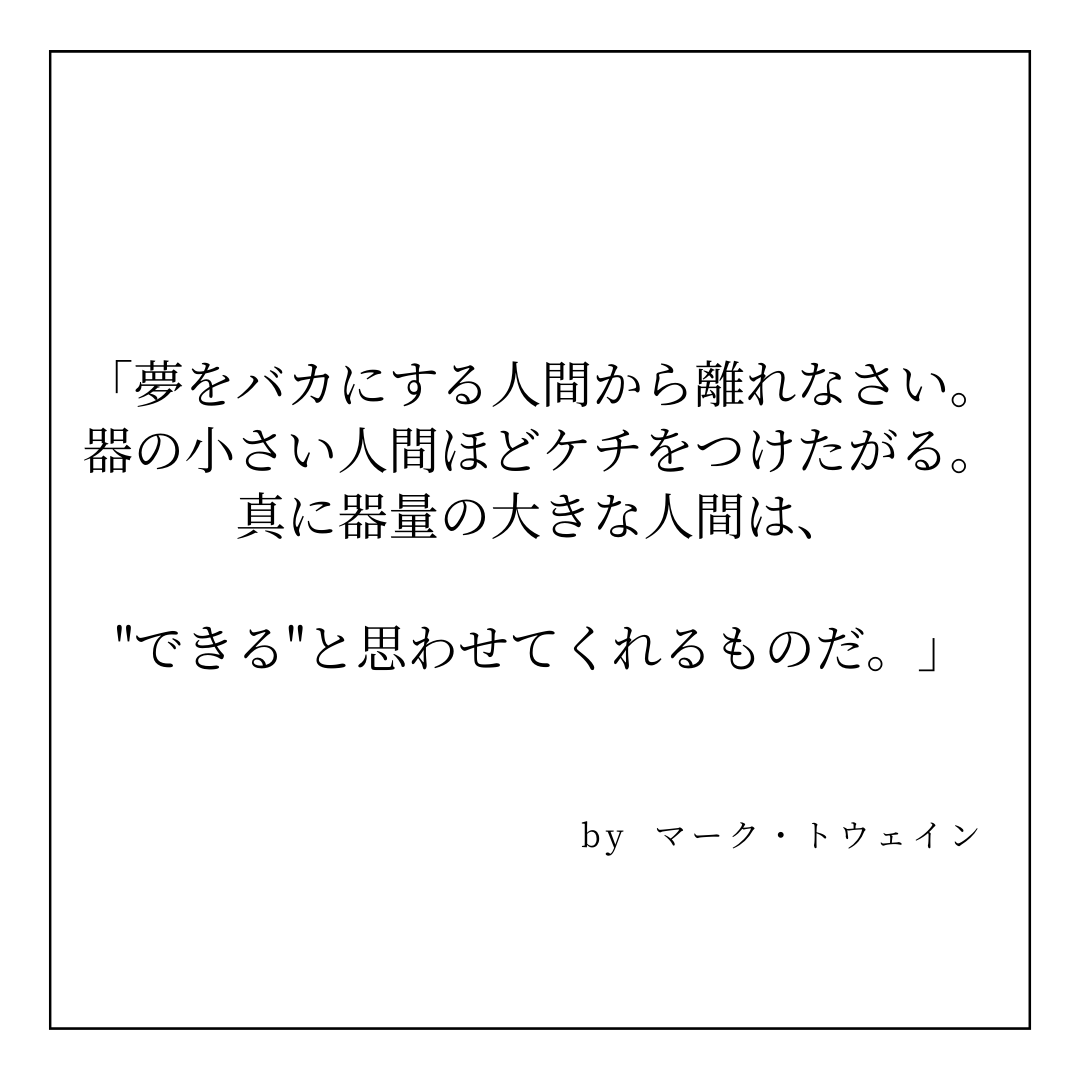 「夢をバカにする人間から離れなさい。
器の小さい人間ほどケチをつけたがる。
真に器量の大きな人間は、
"できる"と思わせてくれるものだ。」
by マーク・トウェイン